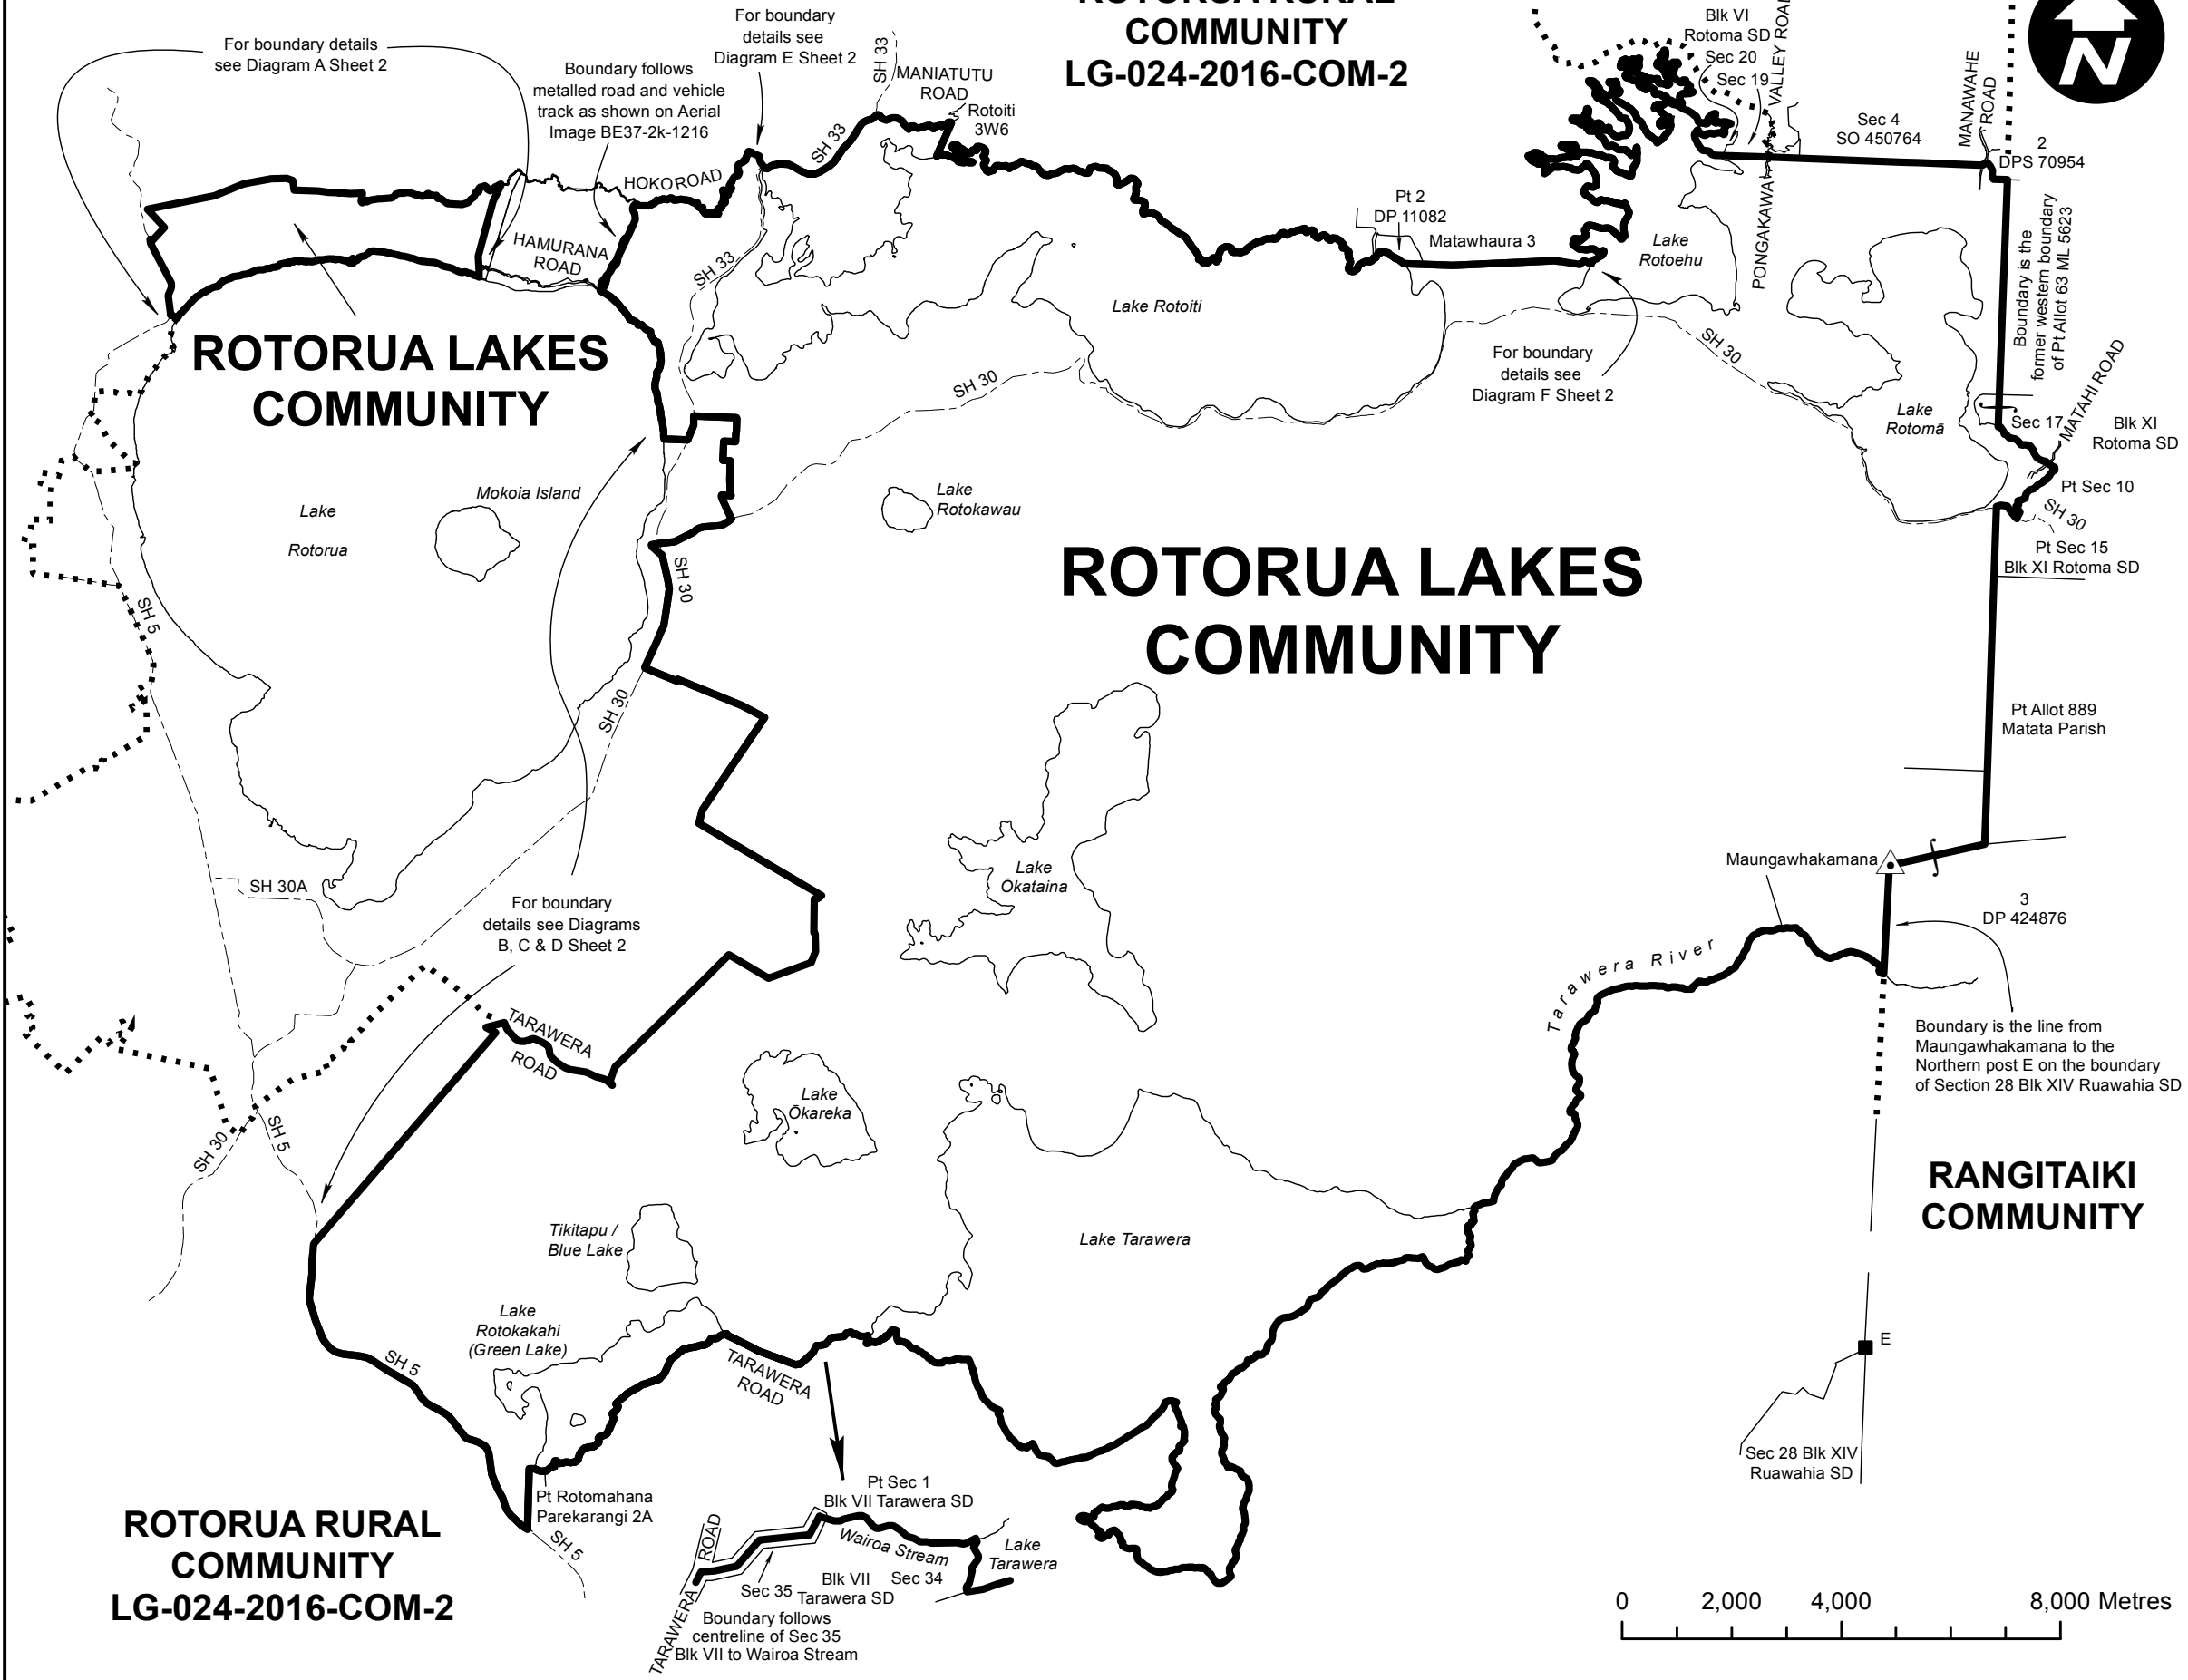 ROTORUA RURAL
COMMUNITY
LG-024-2016-COM-2
N
For boundary details
see Diagram A Sheet 2
Boundary follows
metalled road and vehicle
track as shown on Aerial
Image BE37-2k-1216
For boundary
details see
Diagram E Sheet 2
SH 33
MANIATUTU
ROAD
Rotoiti
3W6
Blk VI
Rotoma SD
Sec 20
Sec 19
PONGAKAWA VALLEY ROAD
Sec 4
SO 450764
MANAWAHE
ROAD
2
DPS 70954
SH 33
HOKOROAD
HAMURANA
ROAD
SH 33
Pt 2
DP 11082
Matawhaura 3
Lake
Rotoehu
Boundary is the
former western boundary
of Pt Allot 63 ML 5623
Lake Rotoiti
ROTORUA LAKES
COMMUNITY
SH 30
SH 30
For boundary
details see
Diagram F Sheet 2
Lake
Rotomā
Sec 17
MATAHI ROAD
Blk XI
Rotoma SD
Pt Sec 10
SH 30
Pt Sec 15
Blk XI Rotoma SD
Lake
Rotorua
Mokoia Island
Lake
Rotokawau
ROTORUA LAKES
COMMUNITY
SH 5
SH 30
SH 30
Pt Allot 889
Matata Parish
SH 30A
For boundary
details see Diagrams
B, C & D Sheet 2
Lake
Ōkataina
Maungawhakamana
3
DP 424876
Tarawera River
TARAWERA
ROAD
Boundary is the line from
Maungawhakamana to the
Northern post E on the boundary
of Section 28 Blk XIV Ruawahia SD
Lake
Ōkareka
SH 30
SH 5
RANGITAIKI
COMMUNITY
Tikitapu /
Blue Lake
Lake Tarawera
Lake
Rotokakahi
(Green Lake)
SH 5
TARAWERA
ROAD
E
Sec 28 Blk XIV
Ruawahia SD
Pt Rotomahana
Parekarangi 2A
SH 5
ROTORUA RURAL
COMMUNITY
LG-024-2016-COM-2
Pt Sec 1
Blk VII Tarawera SD
TARAWERA ROAD
Wairoa Stream
Lake
Tarawera
Sec 35
Blk VII
Tarawera SD
Sec 34
Boundary follows
centreline of Sec 35
Blk VII to Wairoa Stream
0 2,000 4,000 8,000 Metres